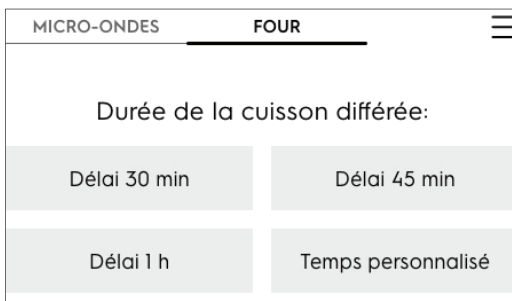 MICRO-ONDES FOUR
Durée de la cuisson différée:
Délai 30 min Délai 45 min
Délai 1 h Temps personnalisé